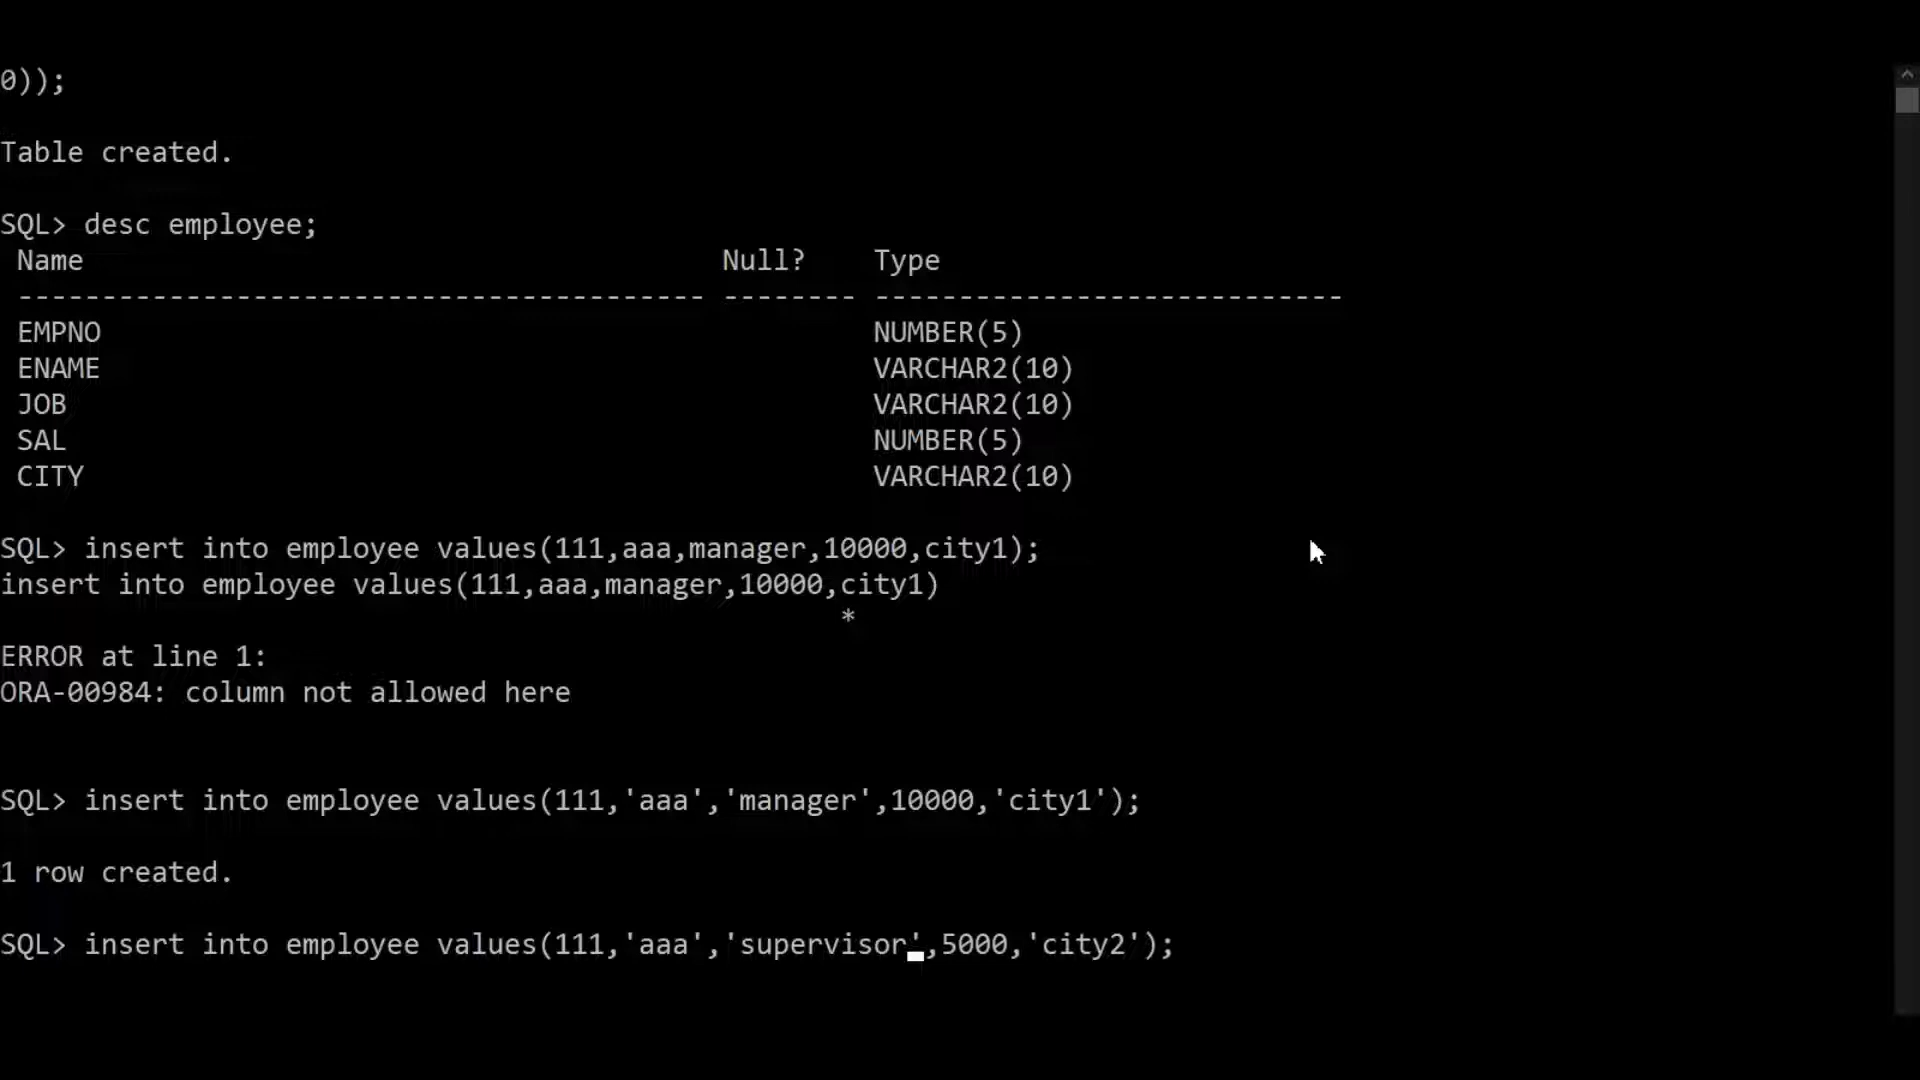 0));
Table created.
SQL> desc employee;
Name Null? Type
----------------------------------------- -------- ----------------------------
EMPNO NUMBER(5)
ENAME VARCHAR2(10)
JOB VARCHAR2(10)
SAL NUMBER(5)
CITY VARCHAR2(10)
SQL> insert into employee values(111,aaa,manager,10000,city1);
insert into employee values(111,aaa,manager,10000,city1)
*
ERROR at line 1:
ORA-00984: column not allowed here
SQL> insert into employee values(111,'aaa','manager',10000,'city1');
1 row created.
SQL> insert into employee values(111,'aaa','supervisor',5000,'city2');